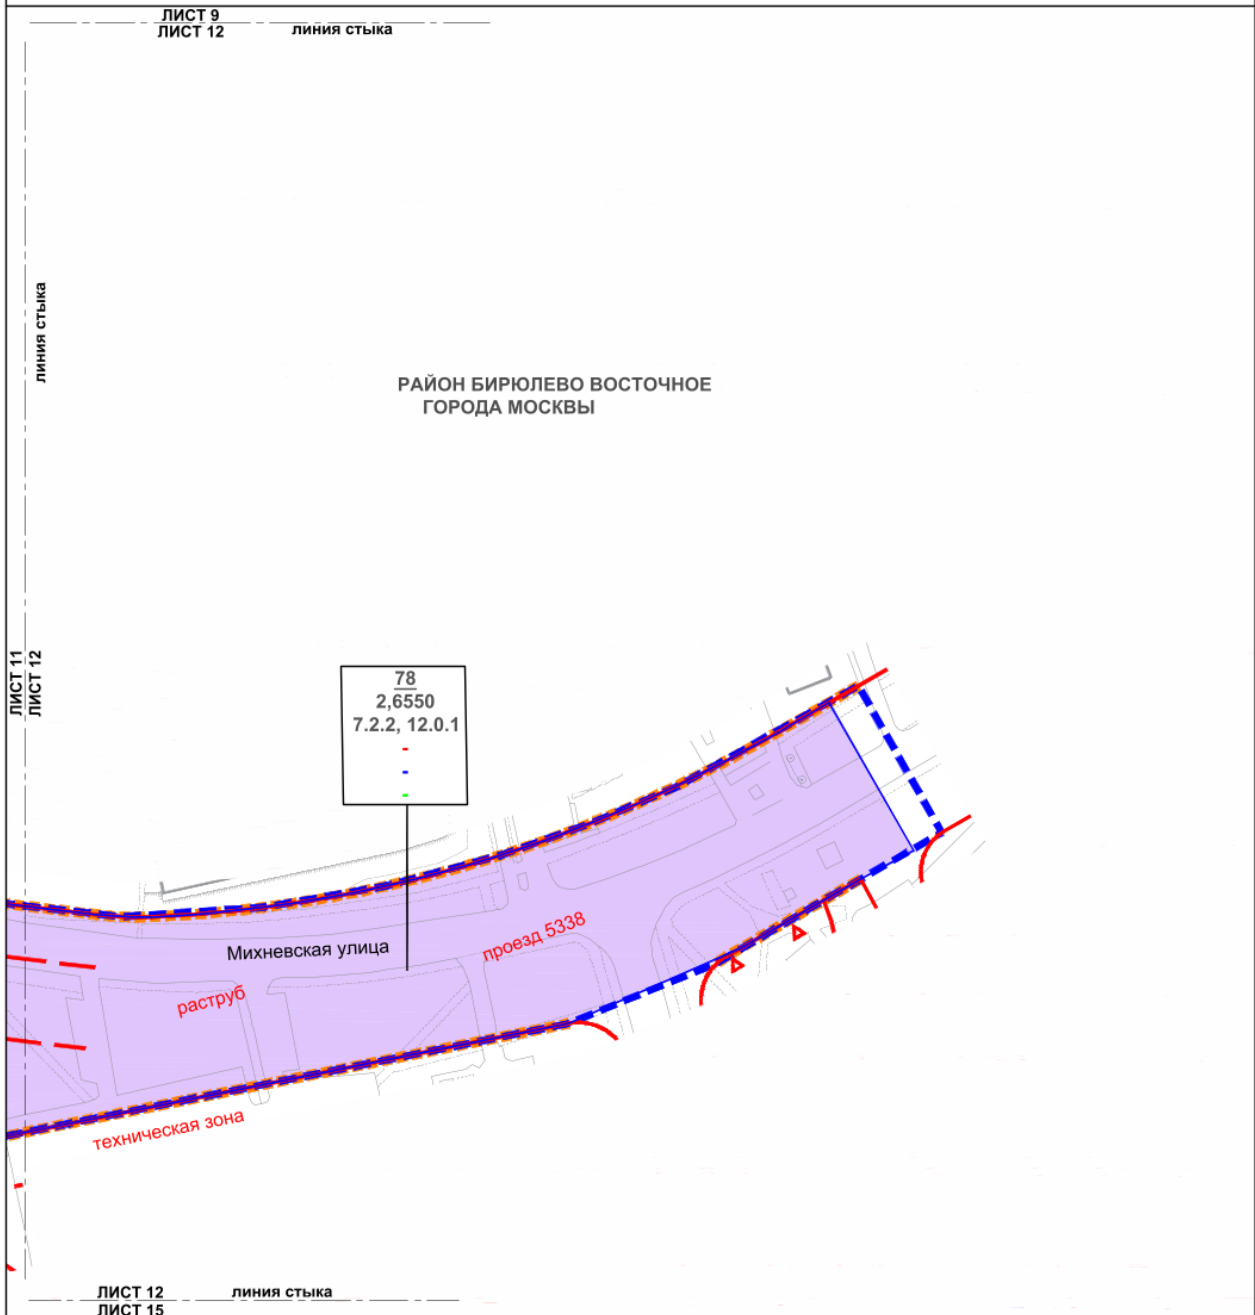 ЛИСТ 9
ЛИСТ 12
линия стыка
линия стыка
РАЙОН БИРЮЛЕВО ВОСТОЧНОЕ
ГОРОДА МОСКВЫ
ЛИСТ 11
ЛИСТ 12
78
2,6550
7.2.2, 12.0.1
-
-
-
Михневская улица
проезд 5338
раструб
техническая зона
ЛИСТ 12
линия стыка
ЛИСТ 15